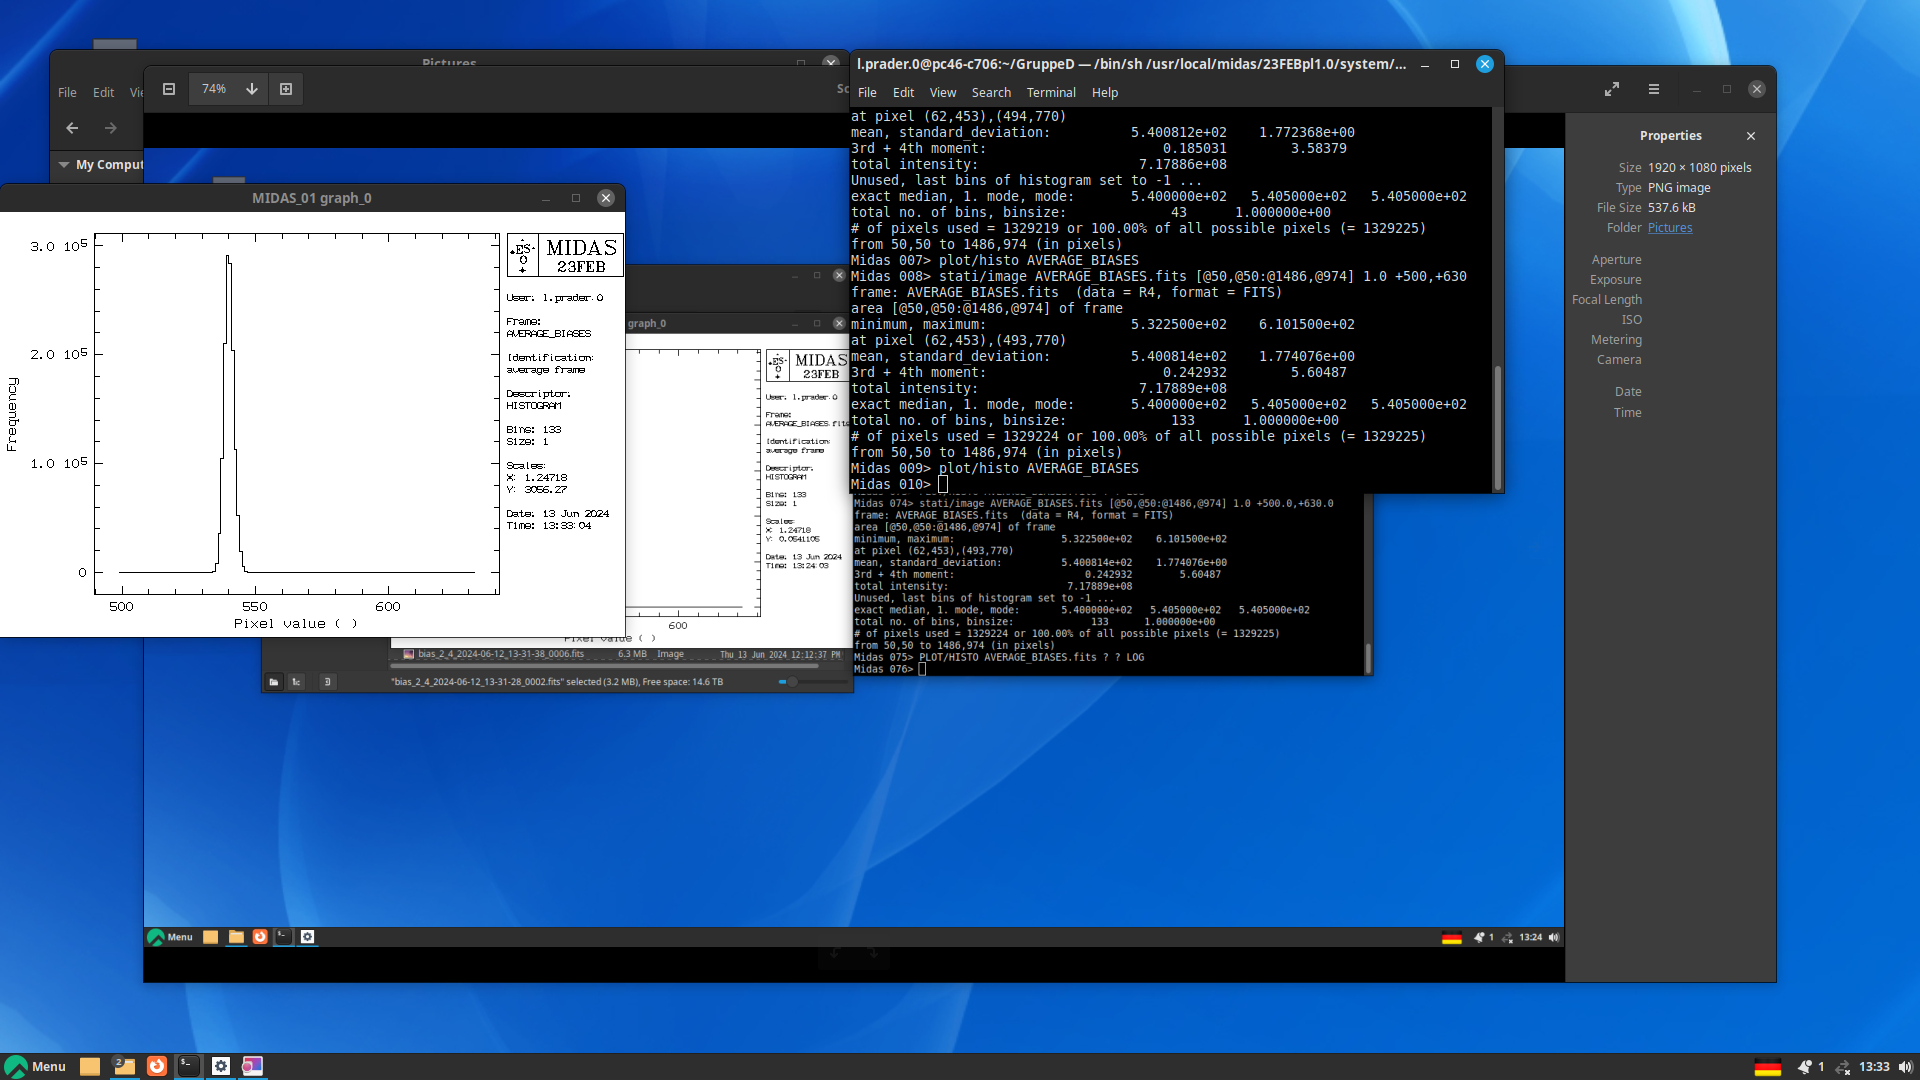 Pictures
File Edit
74%
My Comput
MIDAS_01 graph_0
3.0 10⁵
2.0 10⁵
1.0 10⁵
0
Frequency
500 550 600
Pixel value ( )
ES O
MIDAS
23FEB
User: l.prader.0
Frame:
AVERAGE_BIASES
Identification:
average frame
Descriptor:
HISTOGRAM
Bins: 133
Size: 1
Scales:
X: 1.24718
Y: 3056.27
Date: 13 Jun 2024
Time: 13:33:04
graph_0
600
MIDAS
23FEB
User: l.prader.0
Frame:
AVERAGE_BIASES.fits
Identification:
average frame
Descriptor:
HISTOGRAM
Bins: 133
Size: 1
Scales:
X: 1.24718
Y: 0.0541105
Date: 13 Jun 2024
Time: 13:24:03
bias_2_4_2024-06-12_13-31-38_0006.fits 6.3 MB Image Thu 13 Jun 2024 12:12:37 PM
"bias_2_4_2024-06-12_13-31-28_0002.fits" selected (3.2 MB), Free space: 14.6 TB
l.prader.0@pc46-c706:~/GruppeD — /bin/sh /usr/local/midas/23FEBpl1.0/system/...
File Edit View Search Terminal Help
at pixel (62,453),(494,770)
mean, standard_deviation: 5.400812e+02 1.772368e+00
3rd + 4th moment: 0.185031 3.58379
total intensity: 7.17886e+08
Unused, last bins of histogram set to -1 ...
exact median, 1. mode, mode: 5.400000e+02 5.405000e+02 5.405000e+02
total no. of bins, binsize: 43 1.000000e+00
# of pixels used = 1329219 or 100.00% of all possible pixels (= 1329225)
from 50,50 to 1486,974 (in pixels)
Midas 007> plot/histo AVERAGE_BIASES
Midas 008> stati/image AVERAGE_BIASES.fits [@50,@50:@1486,@974] 1.0 +500,+630
frame: AVERAGE_BIASES.fits (data = R4, format = FITS)
area [@50,@50:@1486,@974] of frame
minimum, maximum: 5.322500e+02 6.101500e+02
at pixel (62,453),(493,770)
mean, standard_deviation: 5.400814e+02 1.774076e+00
3rd + 4th moment: 0.242932 5.60487
total intensity: 7.17889e+08
exact median, 1. mode, mode: 5.400000e+02 5.405000e+02 5.405000e+02
total no. of bins, binsize: 133 1.000000e+00
# of pixels used = 1329224 or 100.00% of all possible pixels (= 1329225)
from 50,50 to 1486,974 (in pixels)
Midas 009> plot/histo AVERAGE_BIASES
Midas 010>
Midas 074> stati/image AVERAGE_BIASES.fits [@50,@50:@1486,@974] 1.0 +500.0,+630.0
frame: AVERAGE_BIASES.fits (data = R4, format = FITS)
area [@50,@50:@1486,@974] of frame
minimum, maximum: 5.322500e+02 6.101500e+02
at pixel (62,453),(493,770)
mean, standard_deviation: 5.400814e+02 1.774076e+00
3rd + 4th moment: 0.242932 5.60487
total intensity: 7.17889e+08
Unused, last bins of histogram set to -1 ...
exact median, 1. mode, mode: 5.400000e+02 5.405000e+02 5.405000e+02
total no. of bins, binsize: 133 1.000000e+00
# of pixels used = 1329224 or 100.00% of all possible pixels (= 1329225)
from 50,50 to 1486,974 (in pixels)
Midas 075> PLOT/HISTO AVERAGE_BIASES.fits ? ? LOG
Midas 076>
Properties
Size 1920 × 1080 pixels
Type PNG image
File Size 537.6 kB
Folder Pictures
Aperture
Exposure
Focal Length
ISO
Metering
Camera
Date
Time
Menu 1 13:24
Menu 2 1 13:33